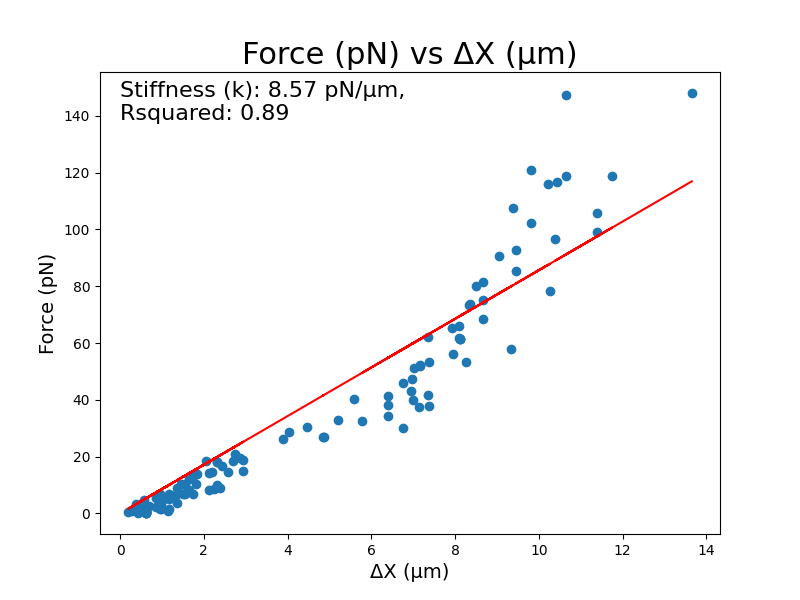 Force (pN) vs ΔX (μm)
Stiffness (k): 8.57 pN/μm,
Rsquared: 0.89
140
120
100
80
60
40
20
0
Force (pN)
0 2 4 6 8 10 12 14
ΔX (μm)